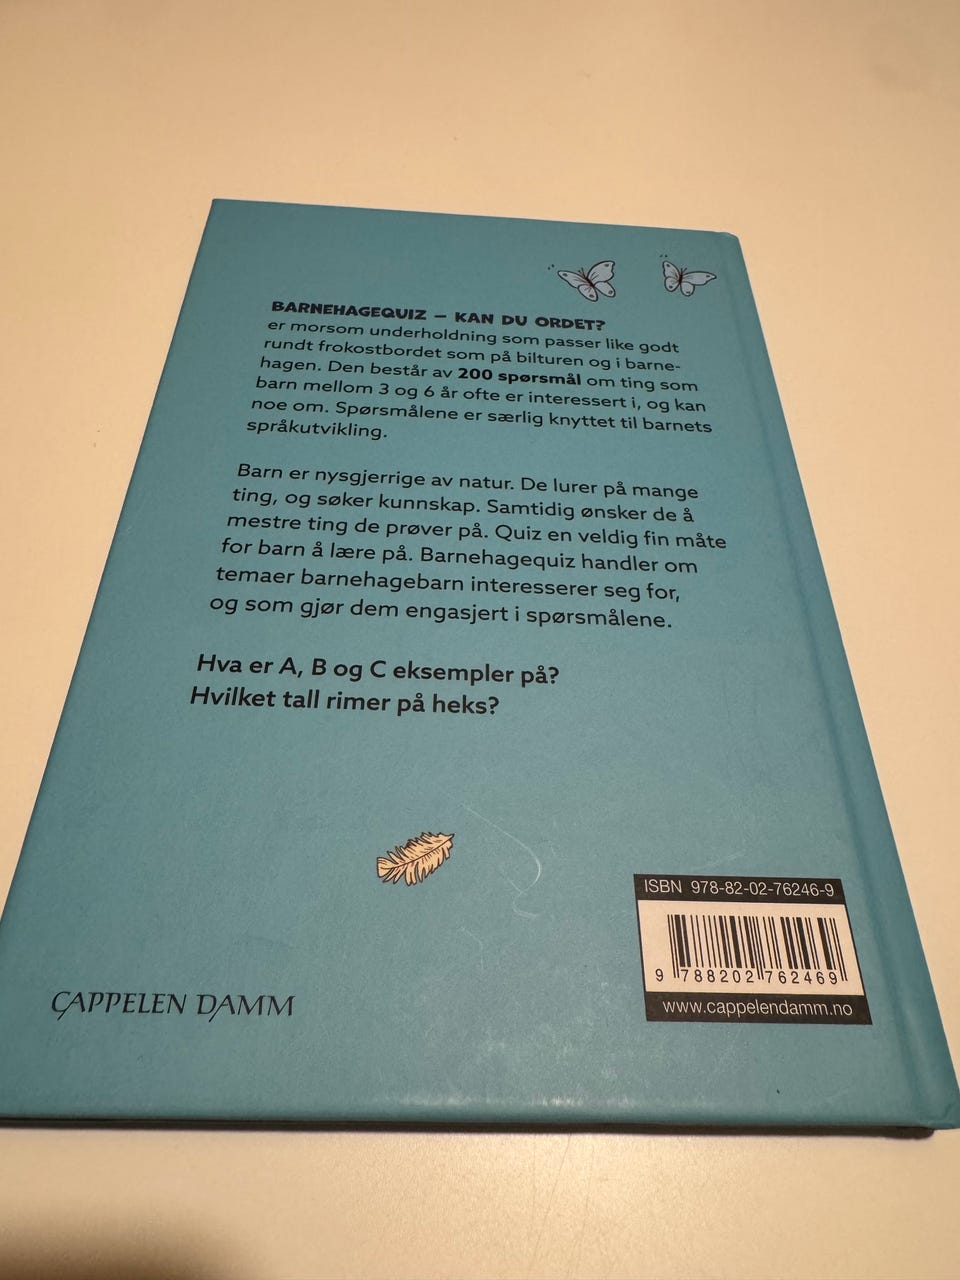 BARNEHAGEQUIZ – KAN DU ORDET?
er morsom underholdning som passer like godt
rundt frokostbordet som på bilturen og i barne-
hagen. Den består av 200 spørsmål om ting som
barn mellom 3 og 6 år ofte er interessert i, og kan
noe om. Spørsmålene er særlig knyttet til barnets
språkutvikling.
Barn er nysgjerrige av natur. De lurer på mange
ting, og søker kunnskap. Samtidig ønsker de å
mestre ting de prøver på. Quiz en veldig fin måte
for barn å lære på. Barnehagequiz handler om
temaer barnehagebarn interesserer seg for,
og som gjør dem engasjert i spørsmålene.
Hva er A, B og C eksempler på?
Hvilket tall rimer på heks?
ISBN 978-82-02-76246-9
9 788202 762469
www.cappelendamm.no
CAPPELEN DAMM